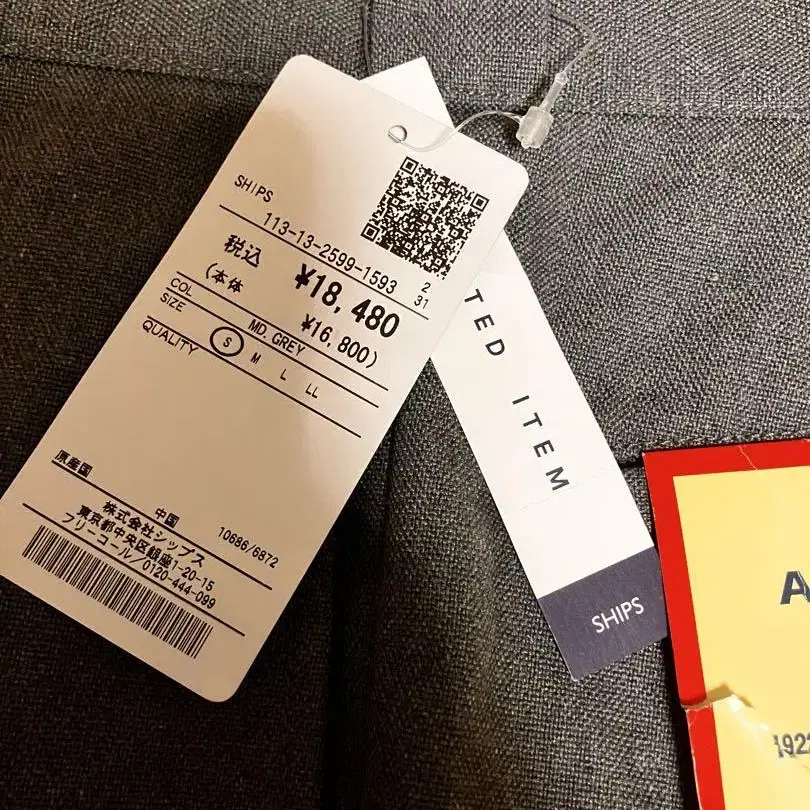 SHIPS
113-13-2599-1593
2
31
税込 ¥18,480
(本体 ¥16,800)
COL MD.GREY
SIZE S M L LL
QUALITY
原産国
中国 10686/6872
株式会社シップス
東京都中央区銀座1-20-15
フリーコール/0120-444-099
TED ITEM
SHIPS
A
1922